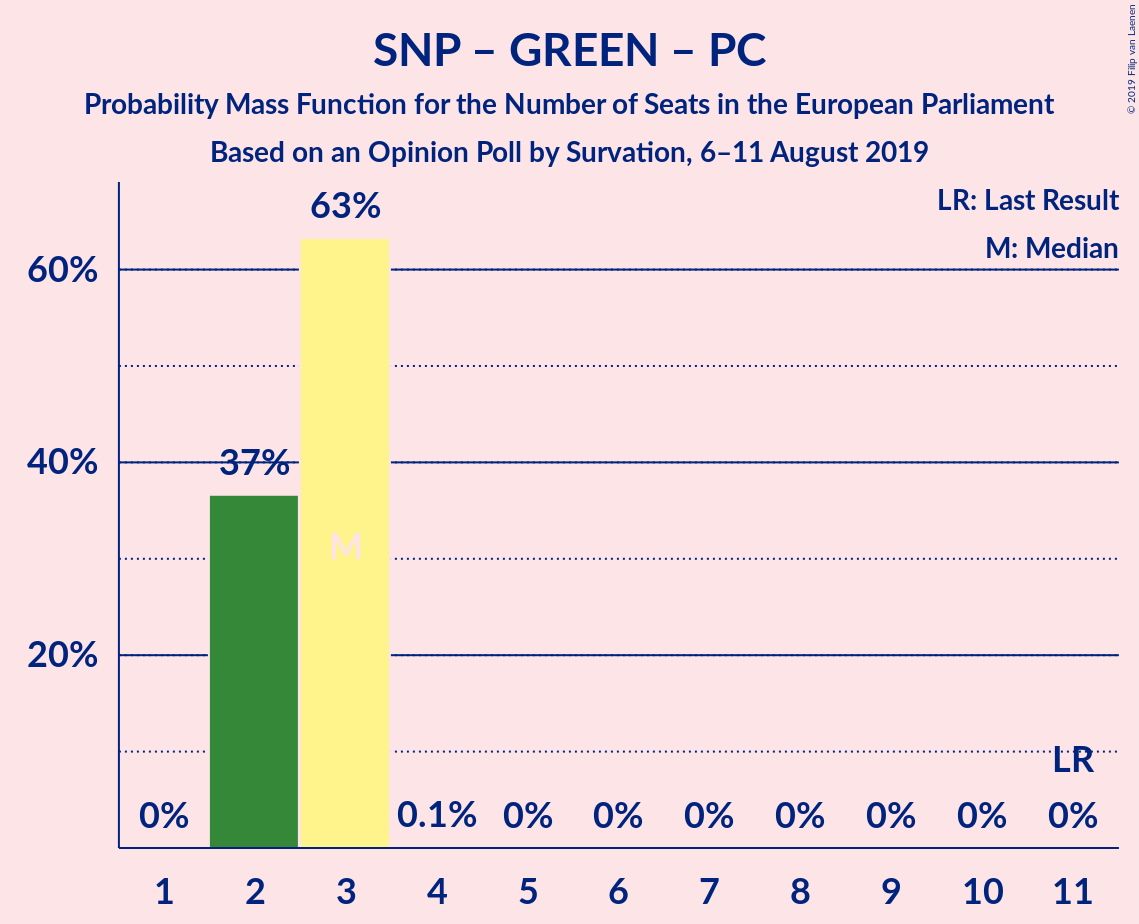 SNP – GREEN – PC
Probability Mass Function for the Number of Seats in the European Parliament
Based on an Opinion Poll by Survation, 6–11 August 2019
© 2019 Filip van Laenen
LR: Last Result
M: Median
63%
60%
40%
37%
M
20%
LR
0% 0.1% 0% 0% 0% 0% 0% 0% 0%
1 2 3 4 5 6 7 8 9 10 11